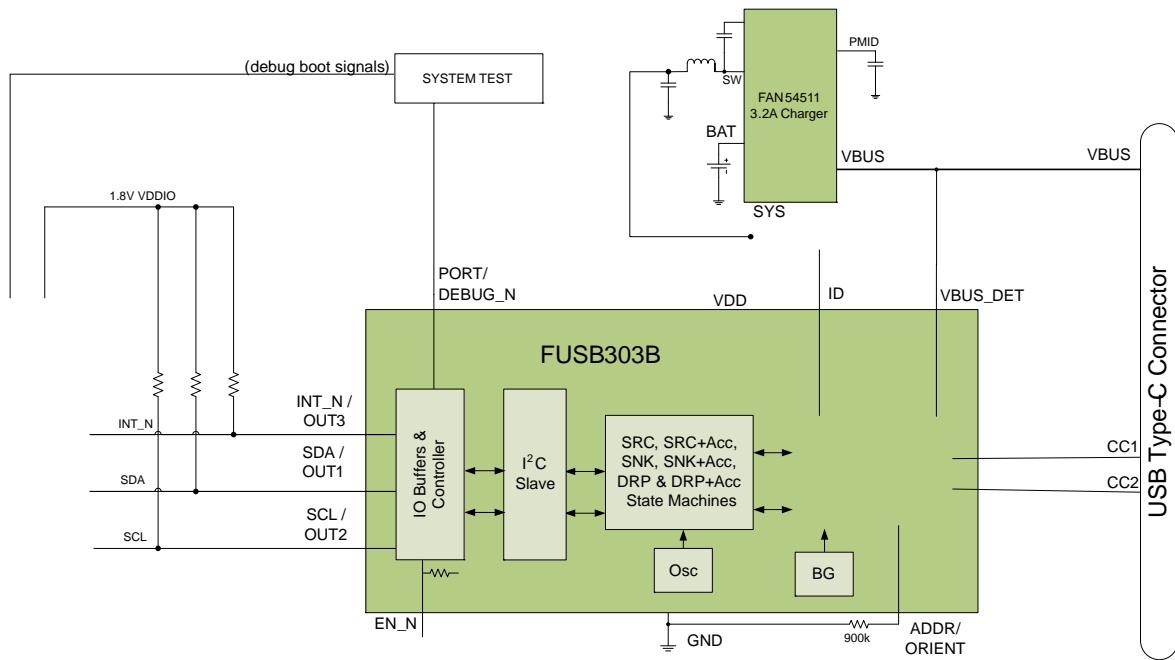 (debug boot signals)
SYSTEM TEST
SW
PMID
FAN54511
3.2A Charger
BAT
VBUS
VBUS
SYS
1.8V VDDIO
PORT/
DEBUG_N
VDD
ID
VBUS_DET
FUSB303B
USB Type-C Connector
INT_N /
OUT3
INT_N
SDA /
OUT1
SDA
SCL /
OUT2
SCL
IO Buffers &
Controller
I2C
Slave
SRC, SRC+Acc,
SNK, SNK+Acc,
DRP & DRP+Acc
State Machines
CC1
CC2
Osc
BG
EN_N
GND
900k
ADDR/
ORIENT